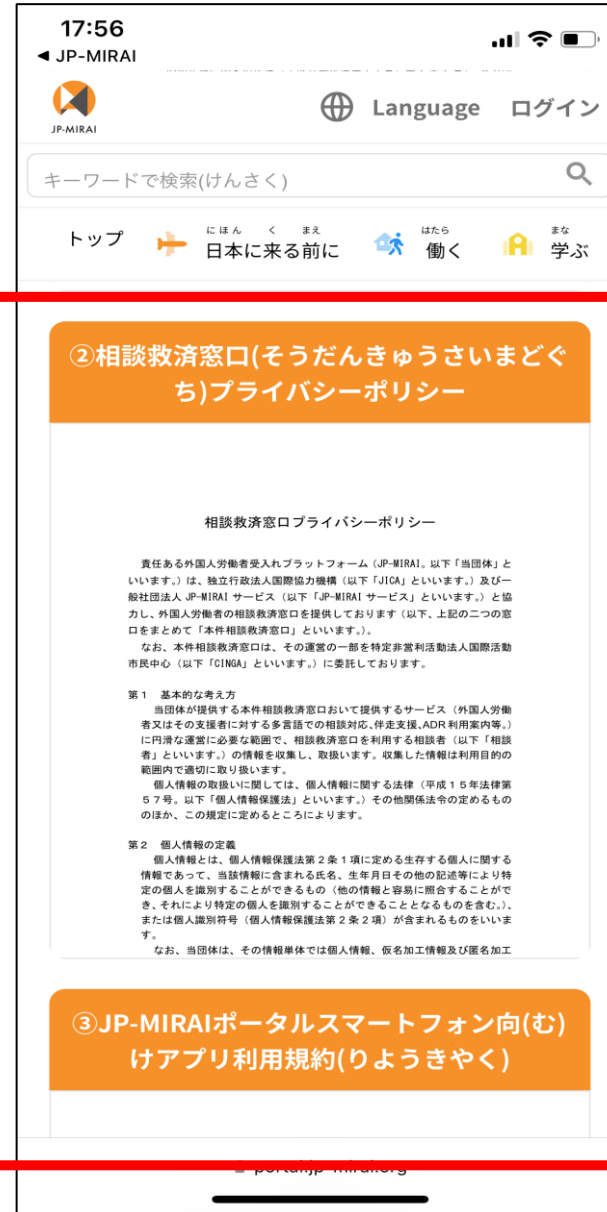 17:56
◀ JP-MIRAI
JP-MIRAI
Language ログイン
キーワードで検索(けんさく)
トップ
にほん く まえ
日本に来る前に
はたら
働く
まな
学ぶ
②相談救済窓口(そうだんきゅうさいまどぐ
ち)プライバシーポリシー
相談救済窓口プライバシーポリシー
責任ある外国人労働者受入れプラットフォーム（JP-MIRAI。以下「当団体」と
いいます。）は、独立行政法人国際協力機構（以下「JICA」といいます。）及び一
般社団法人 JP-MIRAI サービス（以下「JP-MIRAI サービス」といいます。）と協
力し、外国人労働者の相談救済窓口を提供しております（以下、上記の二つの窓
口をまとめて「本件相談救済窓口」といいます。）。
なお、本件相談救済窓口は、その運営の一部を特定非営利活動法人国際活動
市民中心（以下「CINGA」といいます。）に委託しております。
第１ 基本的な考え方
当団体が提供する本件相談救済窓口おいて提供するサービス（外国人労働
者又はその支援者に対する多言語での相談対応、伴走支援、ADR 利用案内等。）
に円滑な運営に必要な範囲で、相談救済窓口を利用する相談者（以下「相談
者」といいます。）の情報を収集し、取扱います。収集した情報は利用目的の
範囲内で適切に取り扱います。
個人情報の取扱いに関しては、個人情報に関する法律（平成１５年法律第
５７号。以下「個人情報保護法」といいます。）その他関係法令の定めるもの
のほか、この規定に定めるところによります。
第２ 個人情報の定義
個人情報とは、個人情報保護法第２条１項に定める生存する個人に関する
情報であって、当該情報に含まれる氏名、生年月日その他の記述等により特
定の個人を識別することができるもの（他の情報と容易に照合することがで
き、それにより特定の個人を識別することができることとなるものを含む。）、
または個人識別符号（個人情報保護法第２条２項）が含まれるものをいいま
す。
なお、当団体は、その情報単体では個人情報、仮名加工情報及び匿名加工
③JP-MIRAIポータルスマートフォン向(む)
けアプリ利用規約(りようきやく)